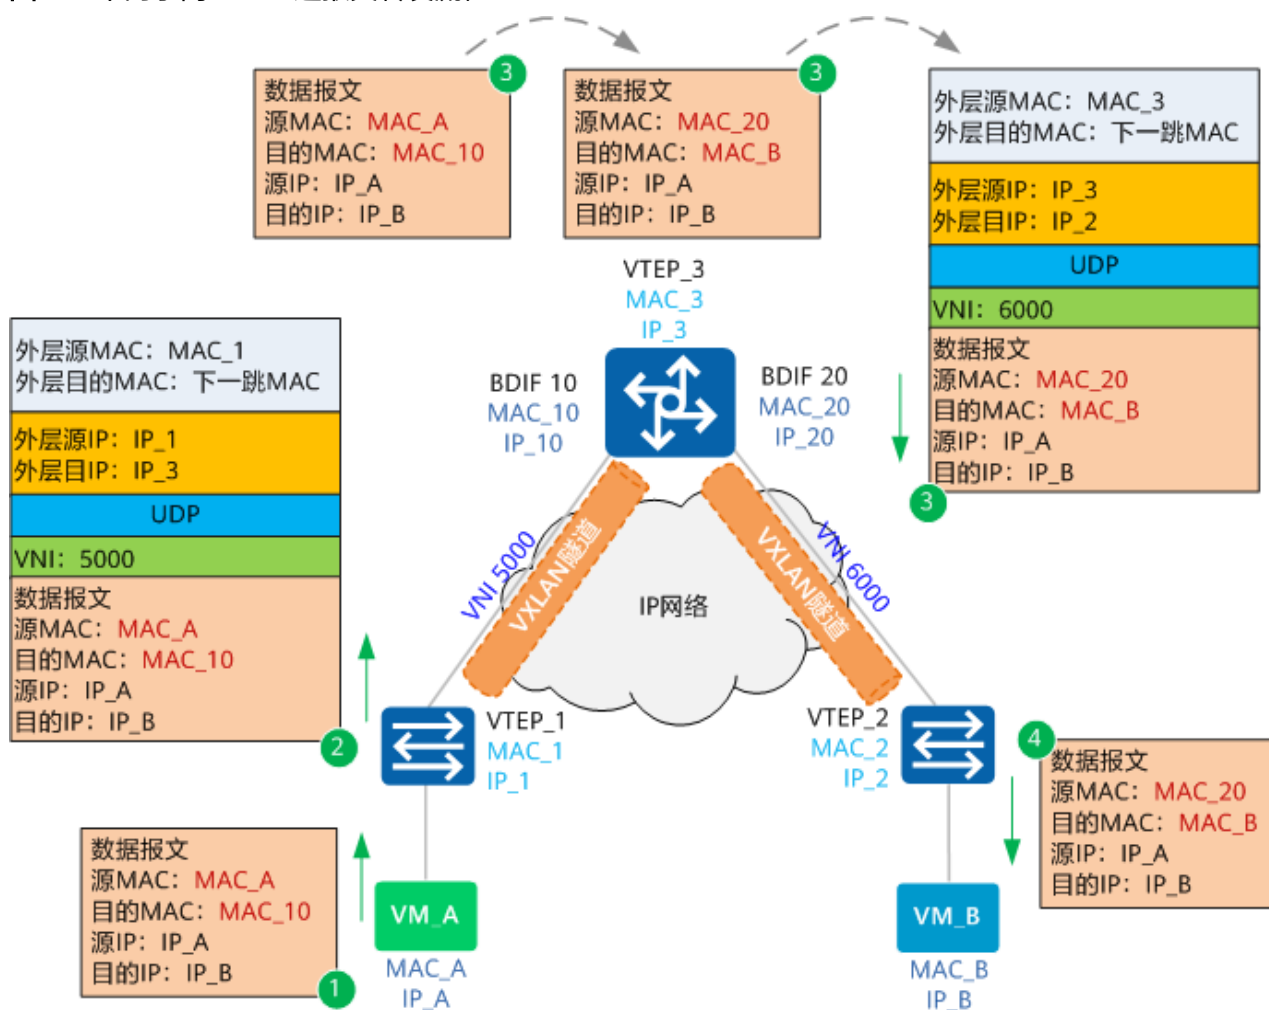 数据报文
源MAC：MAC_A
目的MAC：MAC_10
源IP：IP_A
目的IP：IP_B
3
数据报文
源MAC：MAC_20
目的MAC：MAC_B
源IP：IP_A
目的IP：IP_B
3
外层源MAC：MAC_3
外层目的MAC：下一跳MAC
外层源IP：IP_3
外层目IP：IP_2
UDP
VNI：6000
数据报文
源MAC：MAC_20
目的MAC：MAC_B
源IP：IP_A
目的IP：IP_B
3
VTEP_3
MAC_3
IP_3
BDIF 10
MAC_10
IP_10
BDIF 20
MAC_20
IP_20
外层源MAC：MAC_1
外层目的MAC：下一跳MAC
外层源IP：IP_1
外层目IP：IP_3
UDP
VNI：5000
数据报文
源MAC：MAC_A
目的MAC：MAC_10
源IP：IP_A
目的IP：IP_B
2
VNI 5000
VXLAN隧道
IP网络
VXLAN隧道
VNI 6000
VTEP_1
MAC_1
IP_1
VTEP_2
MAC_2
IP_2
4
数据报文
源MAC：MAC_20
目的MAC：MAC_B
源IP：IP_A
目的IP：IP_B
数据报文
源MAC：MAC_A
目的MAC：MAC_10
源IP：IP_A
目的IP：IP_B
1
VM_A
MAC_A
IP_A
VM_B
MAC_B
IP_B